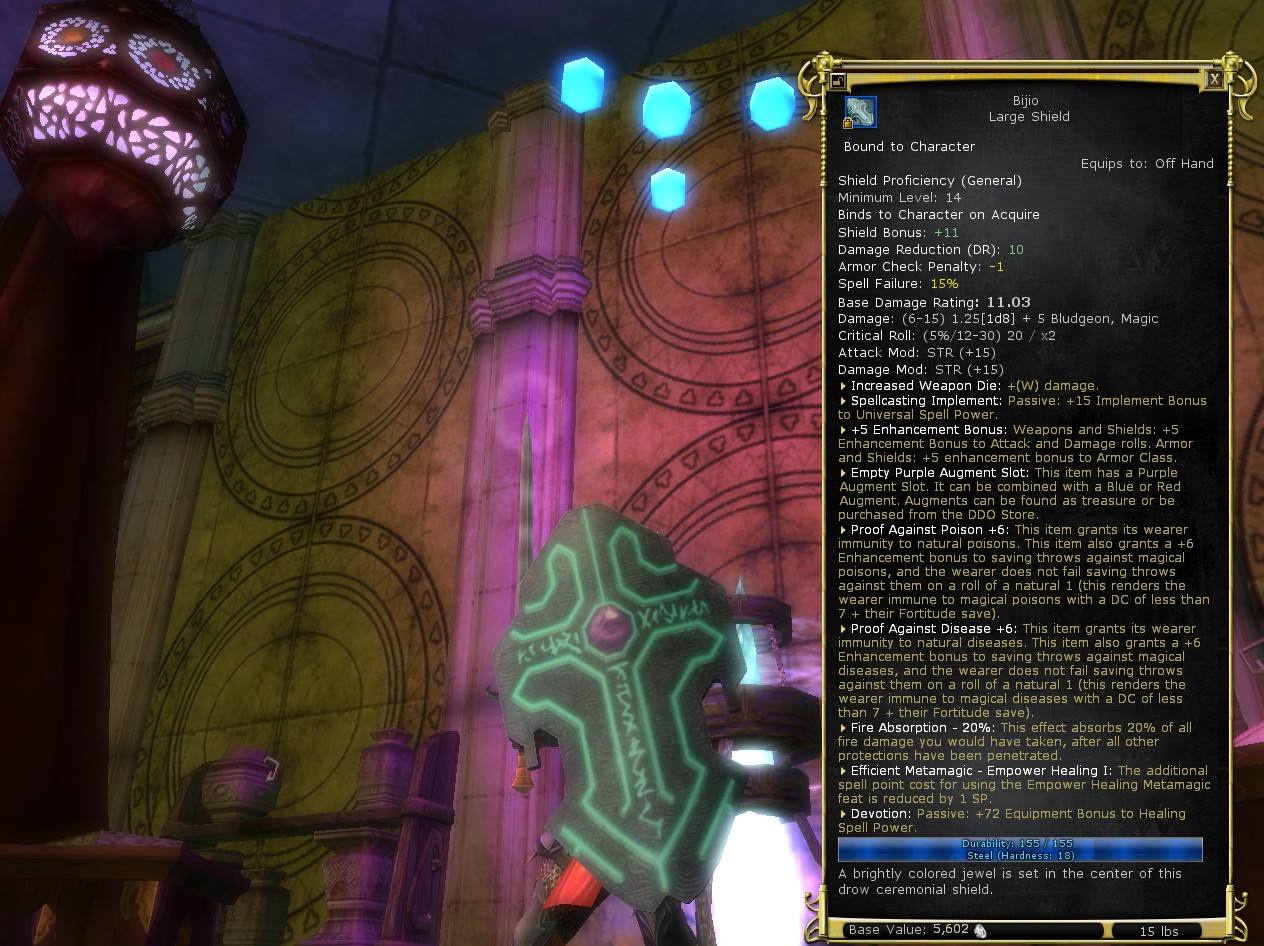 X
Bijio
Large Shield
Bound to Character
Equips to: Off Hand
Shield Proficiency (General)
Minimum Level: 14
Binds to Character on Acquire
Shield Bonus: +11
Damage Reduction (DR): 10
Armor Check Penalty: -1
Spell Failure: 15%
Base Damage Rating: 11.03
Damage: (6-15) 1.25[1d8] + 5 Bludgeon, Magic
Critical Roll: (5%/12-30) 20 / x2
Attack Mod: STR (+15)
Damage Mod: STR (+15)
Increased Weapon Die: +(W) damage.
Spellcasting Implement: Passive: +15 Implement Bonus
to Universal Spell Power.
+5 Enhancement Bonus: Weapons and Shields: +5
Enhancement Bonus to Attack and Damage rolls. Armor
and Shields: +5 enhancement bonus to Armor Class.
Empty Purple Augment Slot: This item has a Purple
Augment Slot. It can be combined with a Blue or Red
Augment. Augments can be found as treasure or be
purchased from the DDO Store.
Proof Against Poison +6: This item grants its wearer
immunity to natural poisons. This item also grants a +6
Enhancement bonus to saving throws against magical
poisons, and the wearer does not fail saving throws
against them on a roll of a natural 1 (this renders the
wearer immune to magical poisons with a DC of less than
7 + their Fortitude save).
Proof Against Disease +6: This item grants its wearer
immunity to natural diseases. This item also grants a +6
Enhancement bonus to saving throws against magical
diseases, and the wearer does not fail saving throws
against them on a roll of a natural 1 (this renders the
wearer immune to magical diseases with a DC of less
than 7 + their Fortitude save).
Fire Absorption - 20%: This effect absorbs 20% of all
fire damage you would have taken, after all other
protections have been penetrated.
Efficient Metamagic - Empower Healing I: The additional
spell point cost for using the Empower Healing Metamagic
feat is reduced by 1 SP.
Devotion: Passive: +72 Equipment Bonus to Healing
Spell Power.
Durability: 155 / 155
Steel (Hardness: 18)
A brightly colored jewel is set in the center of this
drow ceremonial shield.
Base Value: 5,602
15 lbs